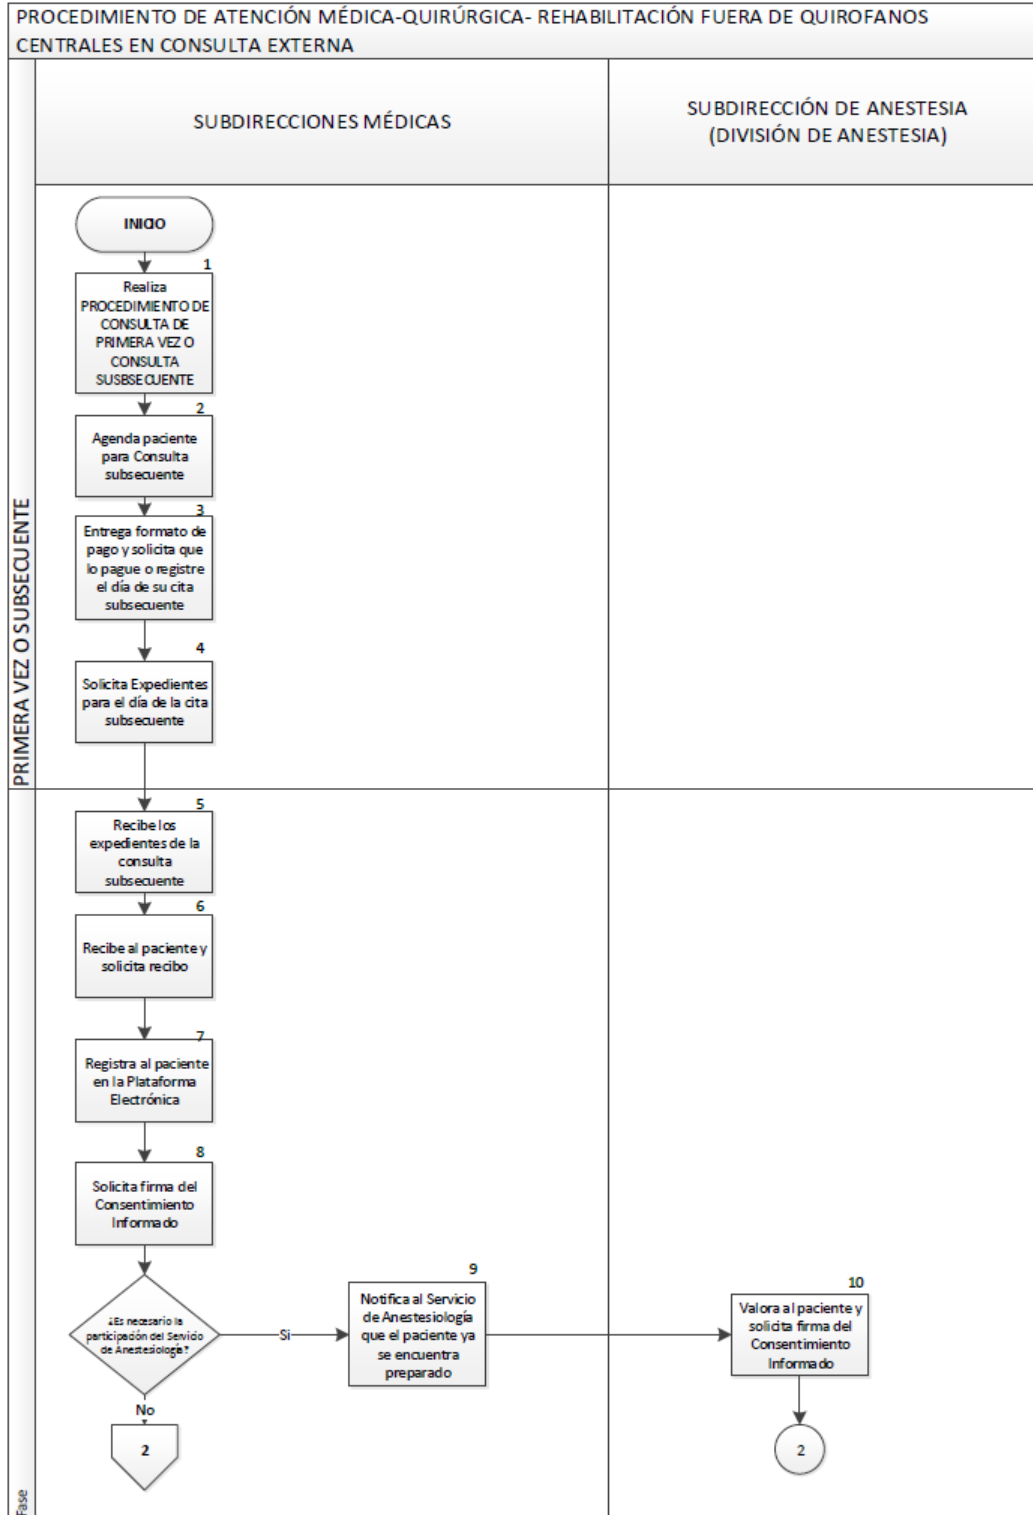 PROCEDIMIENTO DE ATENCIÓN MÉDICA-QUIRÚRGICA- REHABILITACIÓN FUERA DE QUIROFANOS
CENTRALES EN CONSULTA EXTERNA
SUBDIRECCIONES MÉDICAS
SUBDIRECCIÓN DE ANESTESIA
(DIVISIÓN DE ANESTESIA)
PRIMERA VEZ O SUBSECUENTE
INICIO
1
Realiza
PROCEDIMIENTO DE
CONSULTA DE
PRIMERA VEZ O
CONSULTA
SUSBSECUENTE
2
Agenda paciente
para Consulta
subsecuente
3
Entrega formato de
pago y solicita que
lo pague o registre
el día de su cita
subsecuente
4
Solicita Expedientes
para el día de la cita
subsecuente
5
Recibe los
expedientes de la
consulta
subsecuente
6
Recibe al paciente y
solicita recibo
7
Registra al paciente
en la Plataforma
Electrónica
8
Solicita firma del
Consentimiento
Informado
¿Es necesario la
participación del Servicio
de Anestesiología?
Si
No
2
9
Notifica al Servicio
de Anestesiología
que el paciente ya
se encuentra
preparado
10
Valora al paciente y
solicita firma del
Consentimiento
Informado
2
Fase